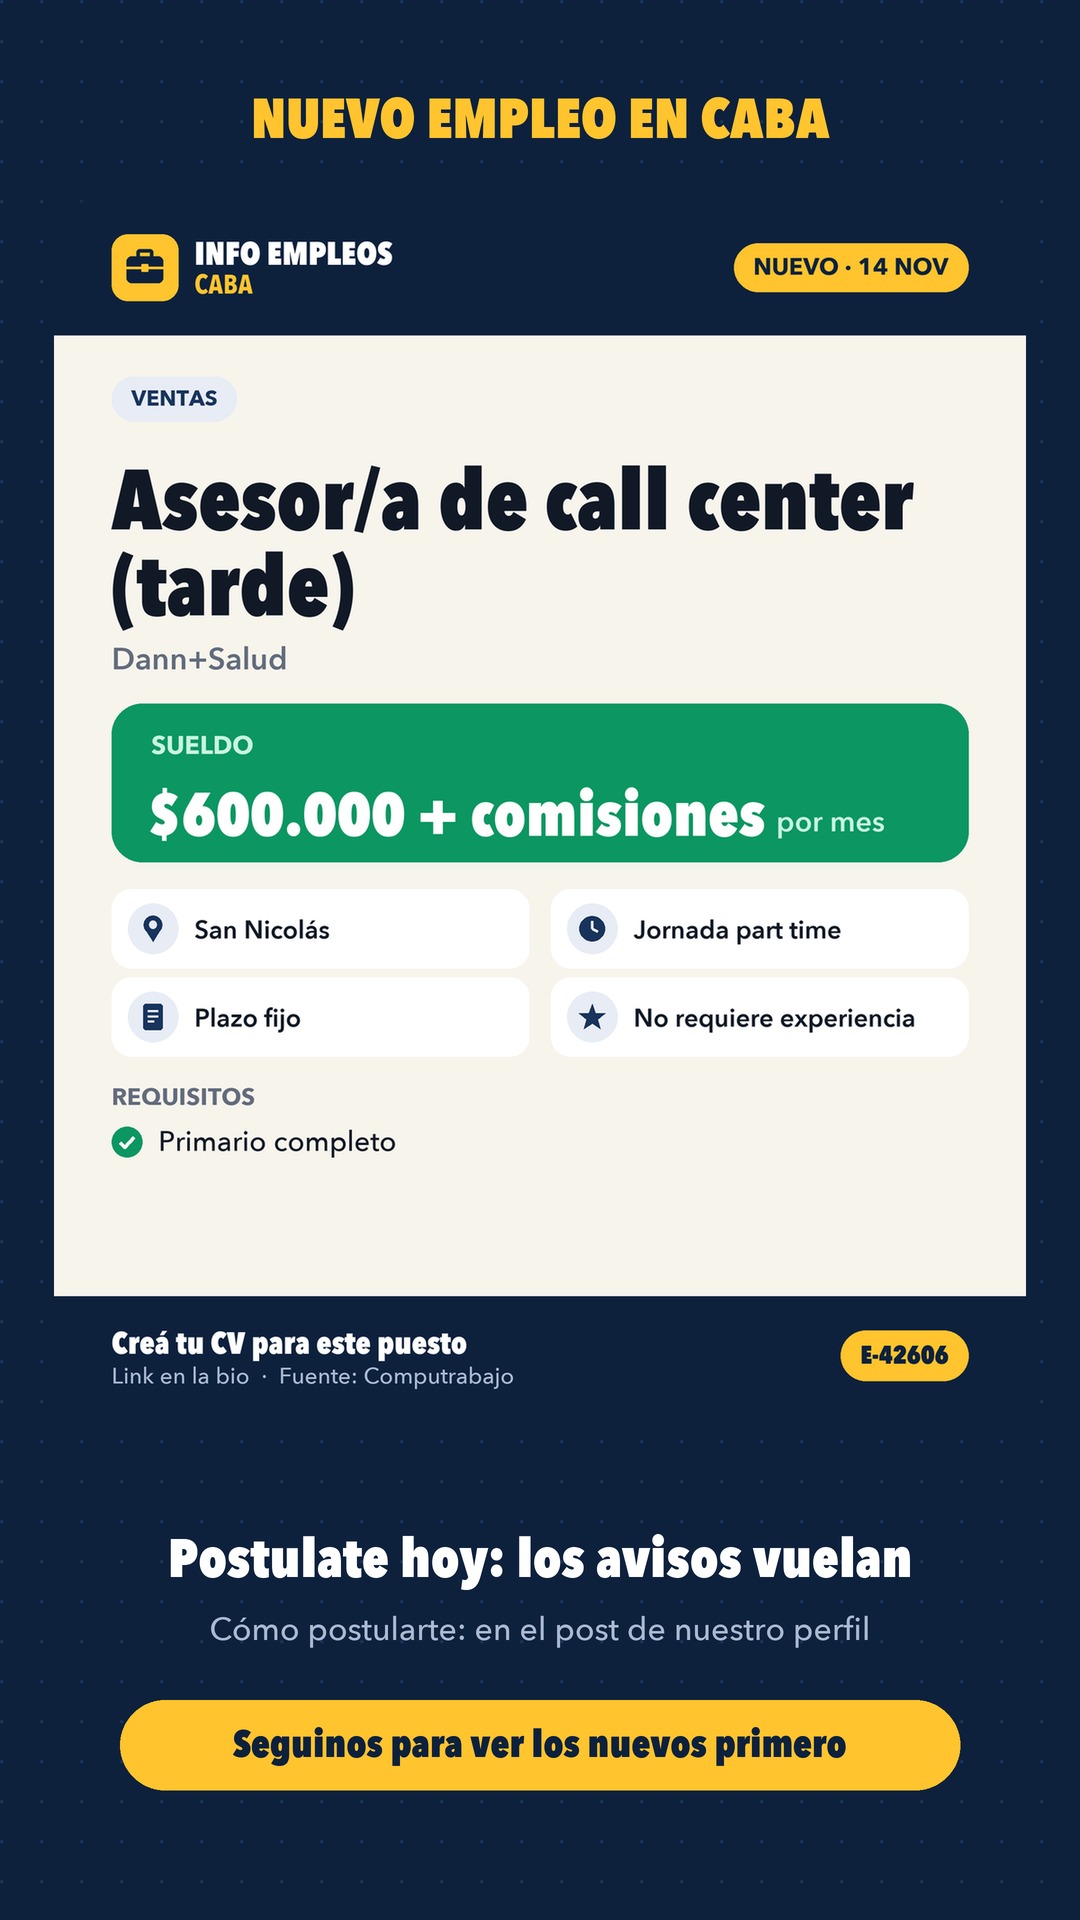 NUEVO EMPLEO EN CABA
INFO EMPLEOS
CABA
NUEVO · 14 NOV
VENTAS
Asesor/a de call center
(tarde)
Dann+Salud
SUELDO
$600.000 + comisiones por mes
San Nicolás
Jornada part time
Plazo fijo
No requiere experiencia
REQUISITOS
Primario completo
Creá tu CV para este puesto
Link en la bio · Fuente: Computrabajo
E-42606
Postulate hoy: los avisos vuelan
Cómo postularte: en el post de nuestro perfil
Seguinos para ver los nuevos primero